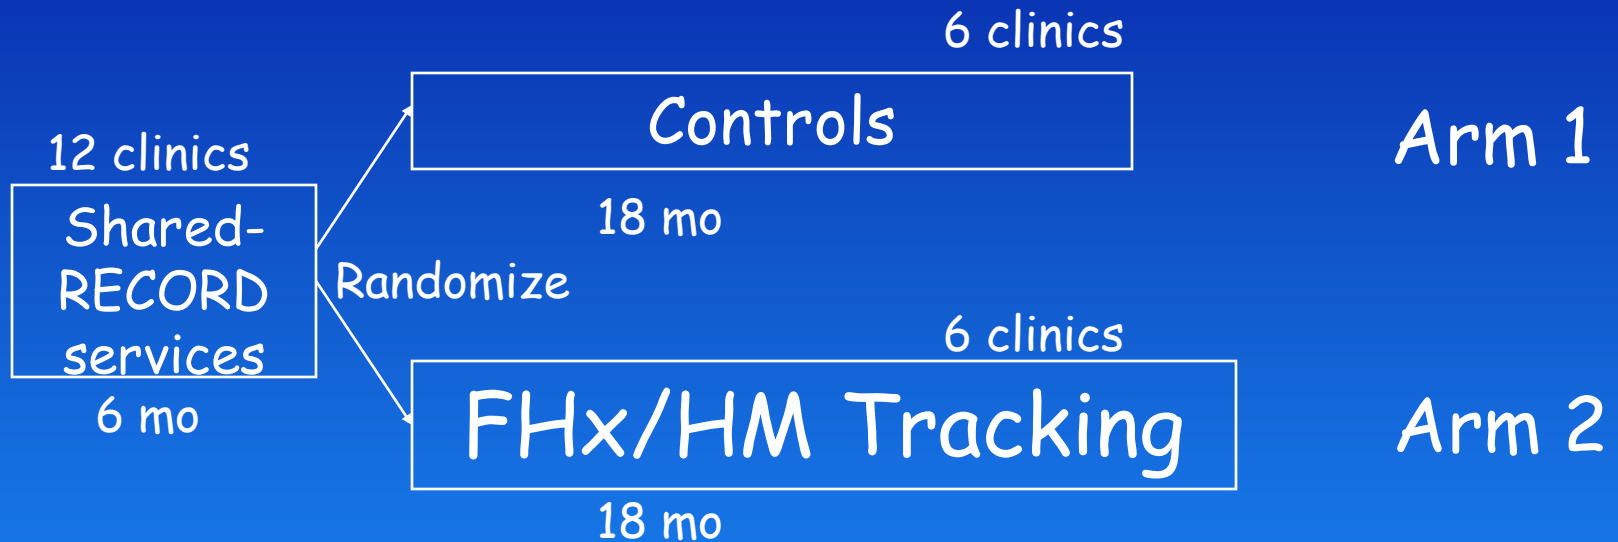 6 clinics
Controls
Arm 1
12 clinics
Shared-
RECORD
services
18 mo
Randomize
6 clinics
6 mo
FHx/HM Tracking
Arm 2
18 mo